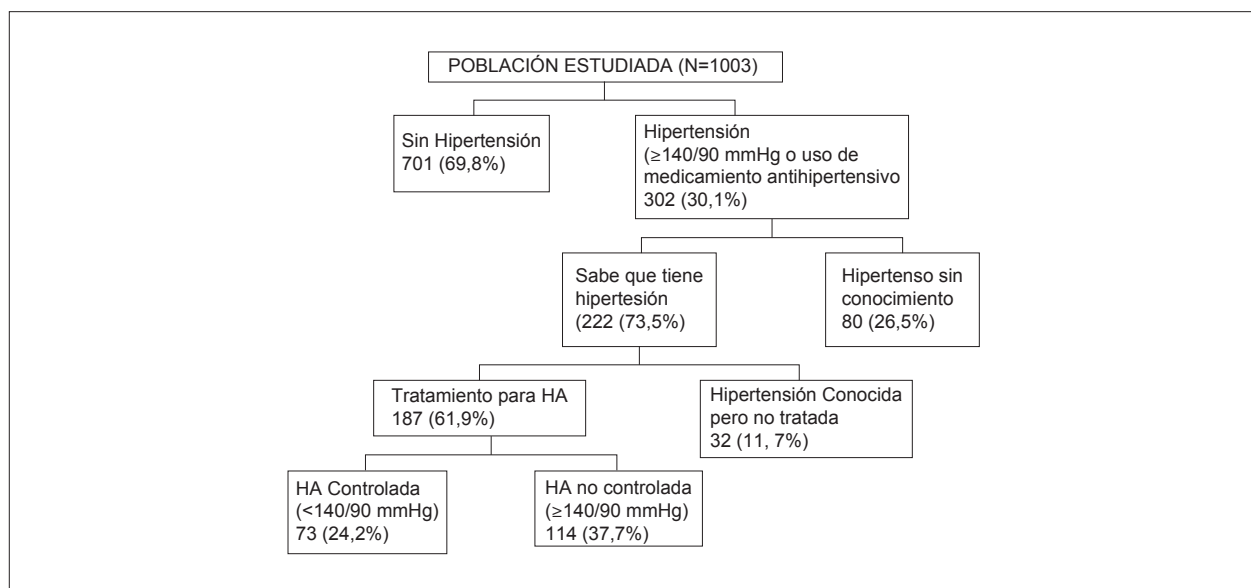 POBLACIÓN ESTUDIADA (N=1003)
Sin Hipertensión
701 (69,8%)
Hipertensión
(≥140/90 mmHg o uso de
medicamiento antihipertensivo
302 (30,1%)
Sabe que tiene
hipertesión
(222 (73,5%)
Hipertenso sin
conocimiento
80 (26,5%)
Tratamiento para HA
187 (61,9%)
Hipertensión Conocida
pero no tratada
32 (11, 7%)
HA Controlada
(<140/90 mmHg)
73 (24,2%)
HA no controlada
(≥140/90 mmHg)
114 (37,7%)